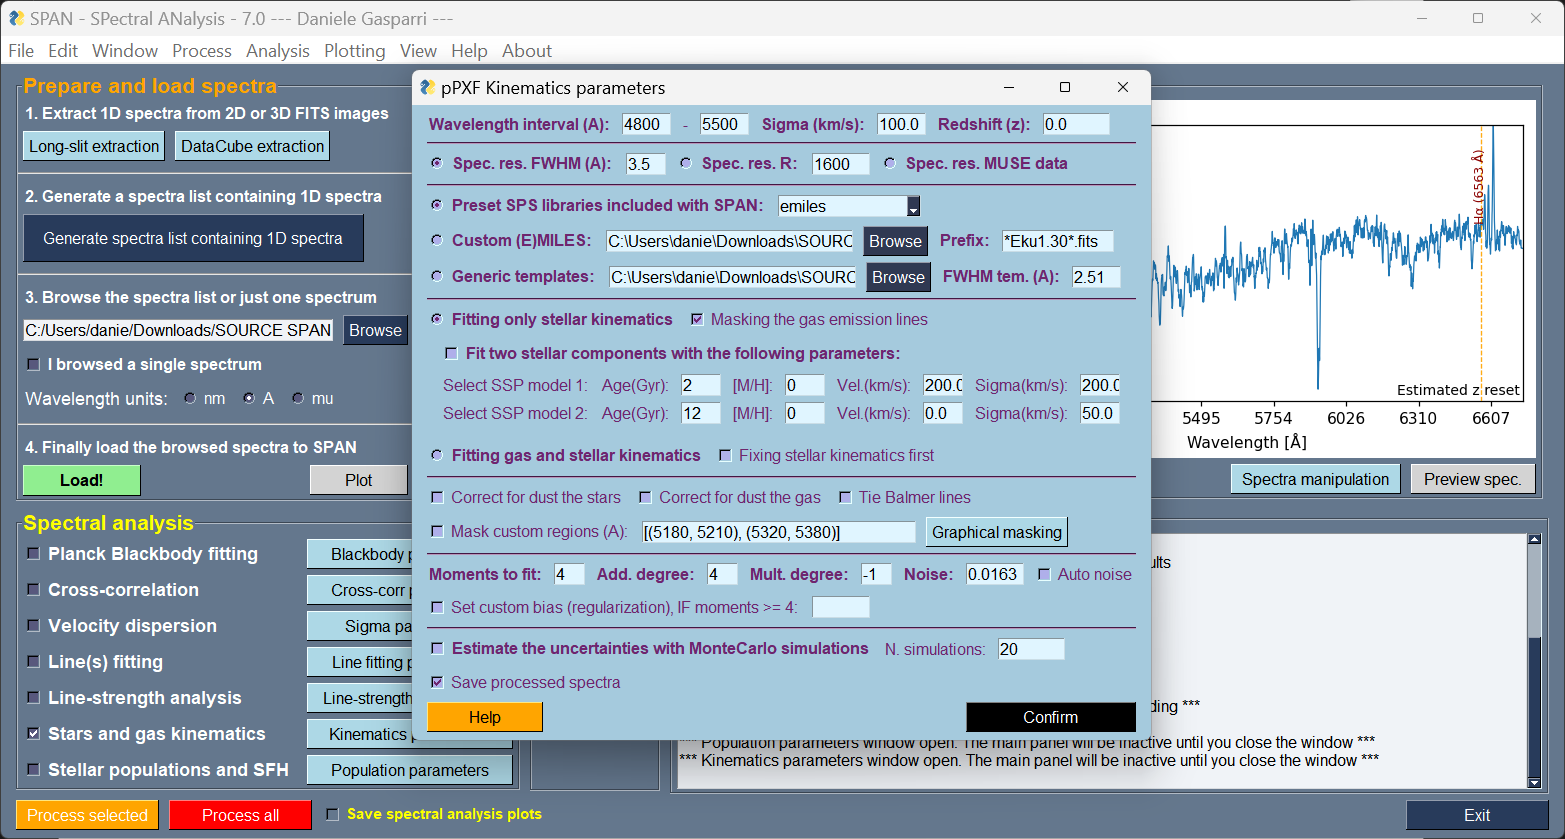 SPAN - SPectral ANalysis - 7.0 --- Daniele Gasparri ---
File Edit Window Process Analysis Plotting View Help About
Prepare and load spectra
1. Extract 1D spectra from 2D or 3D FITS images
Long-slit extraction DataCube extraction
2. Generate a spectra list containing 1D spectra
Generate spectra list containing 1D spectra
3. Browse the spectra list or just one spectrum
C:/Users/danie/Downloads/SOURCE SPAN Browse
I browsed a single spectrum
Wavelength units: nm A mu
4. Finally load the browsed spectra to SPAN
Load! Plot
Spectral analysis
Planck Blackbody fitting Blackbody p
Cross-correlation Cross-corr p
Velocity dispersion Sigma pa
Line(s) fitting Line fitting p
Line-strength analysis Line-strength
Stars and gas kinematics Kinematics
Stellar populations and SFH Population parameters
Process selected Process all Save spectral analysis plots
pPXF Kinematics parameters
Wavelength interval (A): 4800 - 5500 Sigma (km/s): 100.0 Redshift (z): 0.0
Spec. res. FWHM (A): 3.5 Spec. res. R: 1600 Spec. res. MUSE data
Preset SPS libraries included with SPAN: emiles
Custom (E)MILES: C:\Users\danie\Downloads\SOURC Browse Prefix: *Eku1.30*.fits
Generic templates: C:\Users\danie\Downloads\SOURC Browse FWHM tem. (A): 2.51
Fitting only stellar kinematics Masking the gas emission lines
Fit two stellar components with the following parameters:
Select SSP model 1: Age(Gyr): 2 [M/H]: 0 Vel.(km/s): 200.0 Sigma(km/s): 200.0
Select SSP model 2: Age(Gyr): 12 [M/H]: 0 Vel.(km/s): 0.0 Sigma(km/s): 50.0
Fitting gas and stellar kinematics Fixing stellar kinematics first
Correct for dust the stars Correct for dust the gas Tie Balmer lines
Mask custom regions (A): [(5180, 5210), (5320, 5380)] Graphical masking
Moments to fit: 4 Add. degree: 4 Mult. degree: -1 Noise: 0.0163 Auto noise
Set custom bias (regularization), IF moments >= 4:
Estimate the uncertainties with MonteCarlo simulations N. simulations: 20
Save processed spectra
Help Confirm
Hα (6563 Å)
Estimated z reset
5495 5754 6026 6310 6607
Wavelength [Å]
Spectra manipulation Preview spec.
ults
ding ***
*** Population parameters window open. The main panel will be inactive until you close the window ***
*** Kinematics parameters window open. The main panel will be inactive until you close the window ***
Exit